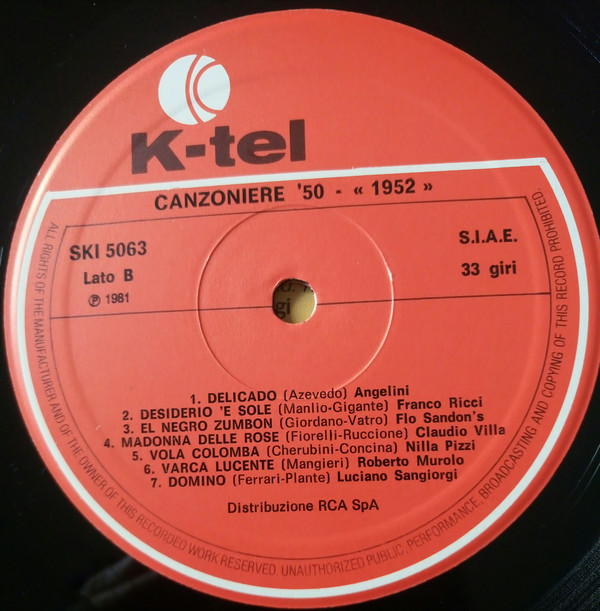 K-tel
CANZONIERE '50 - « 1952 »
SKI 5063
Lato B
℗ 1981
S.I.A.E.
33 giri
1. DELICADO (Azevedo) Angelini
2. DESIDERIO 'E SOLE (Manlio-Gigante) Franco Ricci
3. EL NEGRO ZUMBON (Giordano-Vatro) Flo Sandon's
4. MADONNA DELLE ROSE (Fiorelli-Ruccione) Claudio Villa
5. VOLA COLOMBA (Cherubini-Concina) Nilla Pizzi
6. VARCA LUCENTE (Mangieri) Roberto Murolo
7. DOMINO (Ferrari-Plante) Luciano Sangiorgi
Distribuzione RCA SpA
ALL RIGHTS OF THE MANUFACTURER AND OF THE OWNER OF THIS RECORDED WORK RESERVED. UNAUTHORIZED PUBLIC PERFORMANCE, BROADCASTING AND COPYING OF THIS RECORD PROHIBITED.